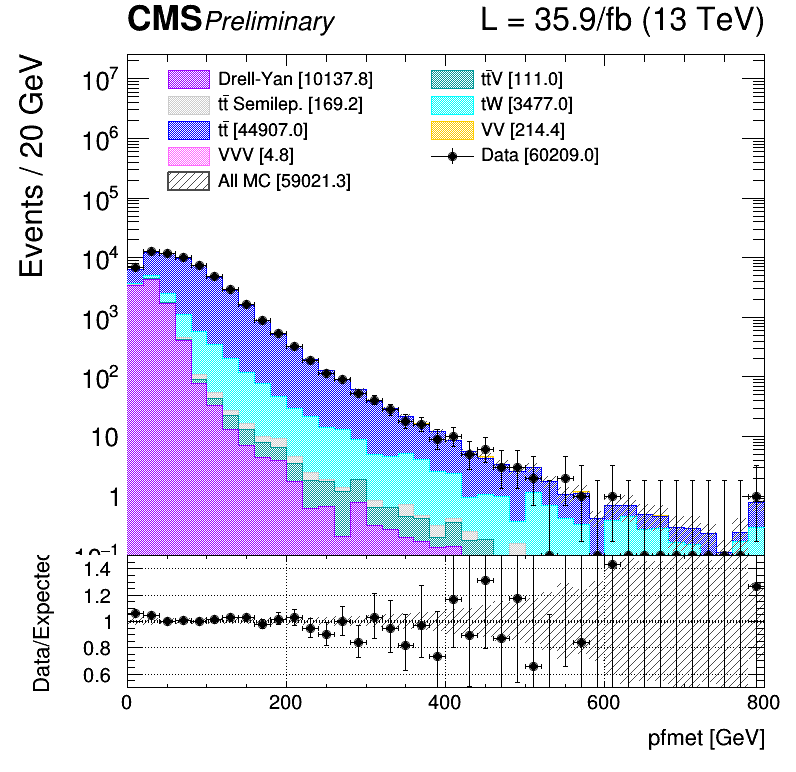 CMS Preliminary L = 35.9/fb (13 TeV)
Events / 20 GeV
10⁷
10⁶
10⁵
10⁴
10³
10²
10
1
10⁻¹
Drell-Yan [10137.8]
tt̄ Semilep. [169.2]
tt̄ [44907.0]
VVV [4.8]
All MC [59021.3]
tt̄V [111.0]
tW [3477.0]
VV [214.4]
Data [60209.0]
Data/Expected
1.4
1.2
1
0.8
0.6
0 200 400 600 800
pfmet [GeV]